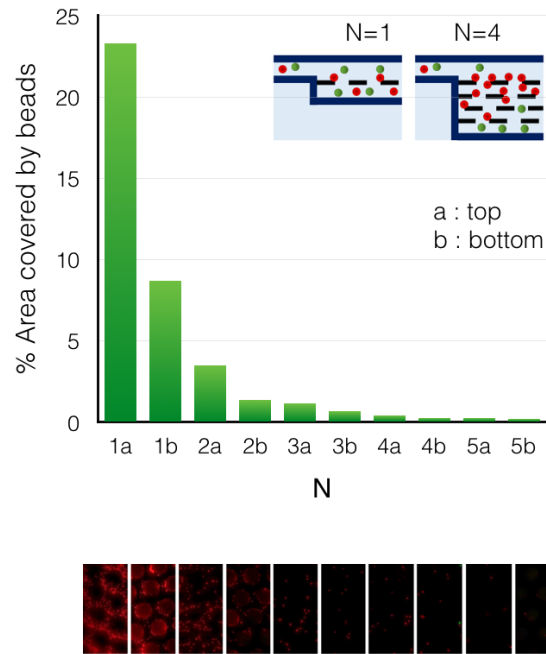 25
N=1 N=4
20
15
a : top
b : bottom
10
5
0
% Area covered by beads
1a 1b 2a 2b 3a 3b 4a 4b 5a 5b
N